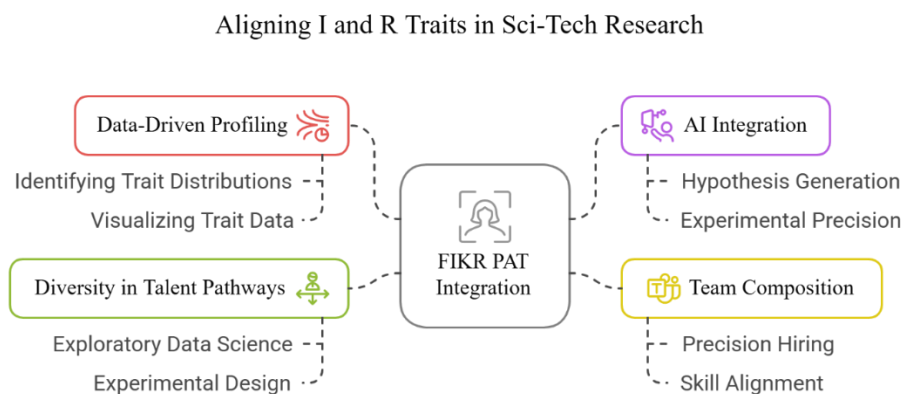 Aligning I and R Traits in Sci-Tech Research
Data-Driven Profiling
Identifying Trait Distributions
Visualizing Trait Data
Diversity in Talent Pathways
Exploratory Data Science
Experimental Design
FIKR PAT
Integration
AI Integration
Hypothesis Generation
Experimental Precision
Team Composition
Precision Hiring
Skill Alignment